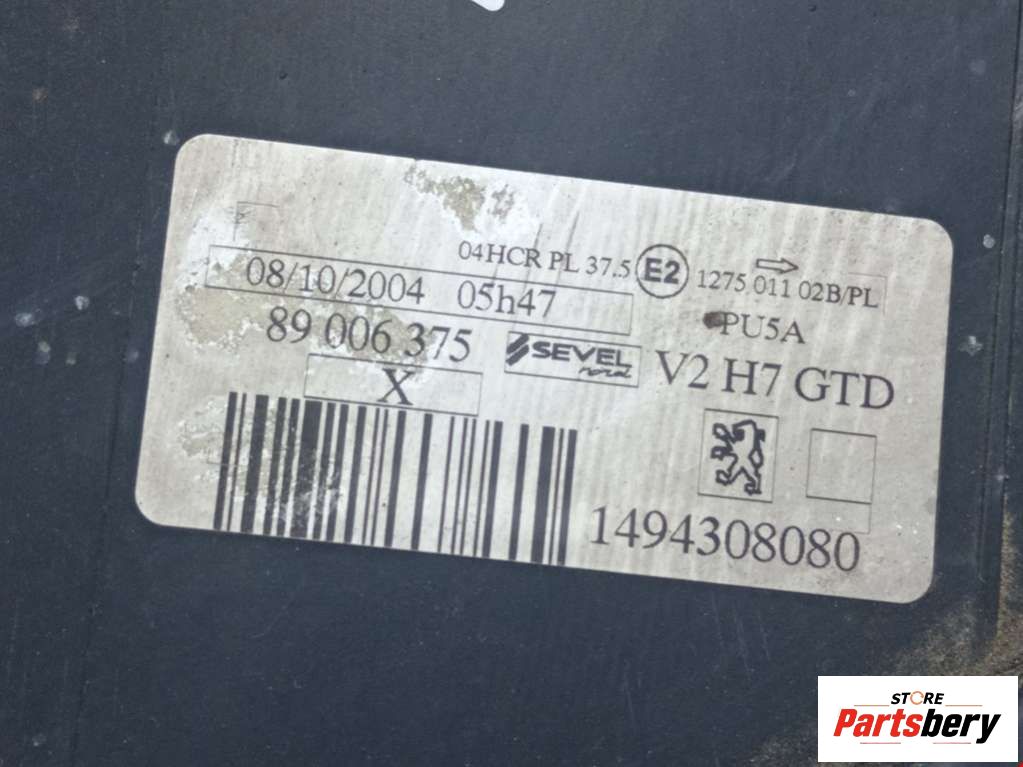 04HCR PL 37.5 E2 1275 011 02B/PL
08/10/2004 05h47
PU5A
89 006 375 SEVEL V2 H7 GTD
X
1494308080
STORE
Partsbery